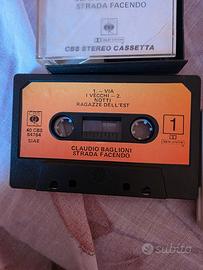 STRADA FACENDO
CBS STEREO CASSETTA
1. - VIA
I VECCHI - 2.
NOTTI
RAGAZZE DELL'EST
40 CBS
84764
SIAE
1
CLAUDIO BAGLIONI
STRADA FACENDO
subito